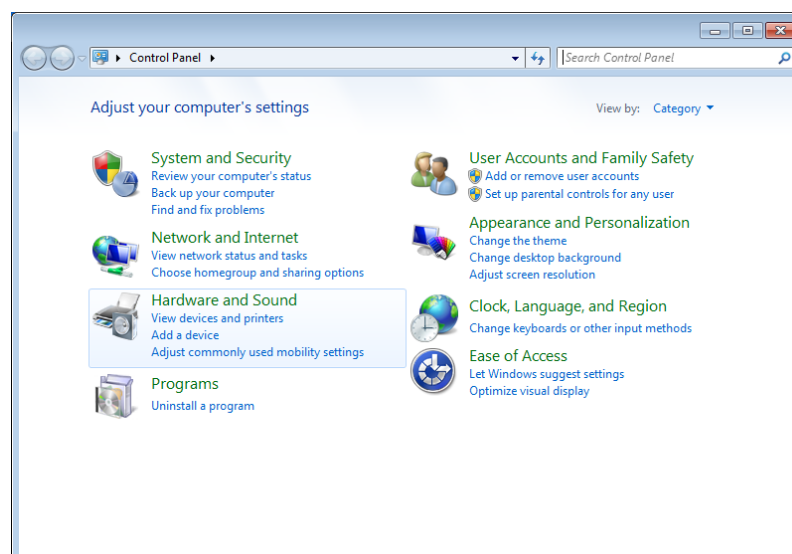 Control Panel
Search Control Panel
Adjust your computer's settings
View by: Category
System and Security
Review your computer's status
Back up your computer
Find and fix problems
Network and Internet
View network status and tasks
Choose homegroup and sharing options
Hardware and Sound
View devices and printers
Add a device
Adjust commonly used mobility settings
Programs
Uninstall a program
User Accounts and Family Safety
Add or remove user accounts
Set up parental controls for any user
Appearance and Personalization
Change the theme
Change desktop background
Adjust screen resolution
Clock, Language, and Region
Change keyboards or other input methods
Ease of Access
Let Windows suggest settings
Optimize visual display